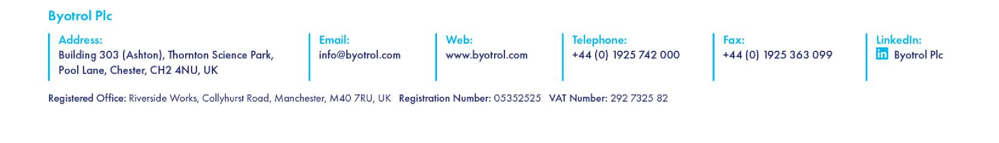 Byotrol Plc
Address:
Building 303 (Ashton), Thornton Science Park,
Pool Lane, Chester, CH2 4NU, UK
Email:
info@byotrol.com
Web:
www.byotrol.com
Telephone:
+44 (0) 1925 742 000
Fax:
+44 (0) 1925 363 099
LinkedIn:
in Byotrol Plc
Registered Office: Riverside Works, Collyhurst Road, Manchester, M40 7RU, UK Registration Number: 05352525 VAT Number: 292 7325 82